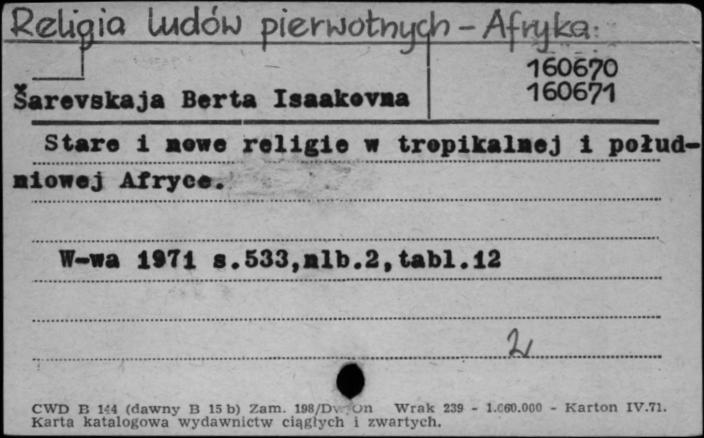 Religia ludów pierwotnych - Afryka:
160670
Šarevskaja Berta Isaakovna
160671
Stare i nowe religie w tropikalnej i połud-
niowej Afryce.
W-wa 1971 s.533,nlb.2,tabl.12
CWD B 144 (dawny B 15 b) Zam. 198/ Wrak 239 - 1.060.000 - Karton IV.71.
Karta katalogowa wydawnictw ciągłych i zwartych.